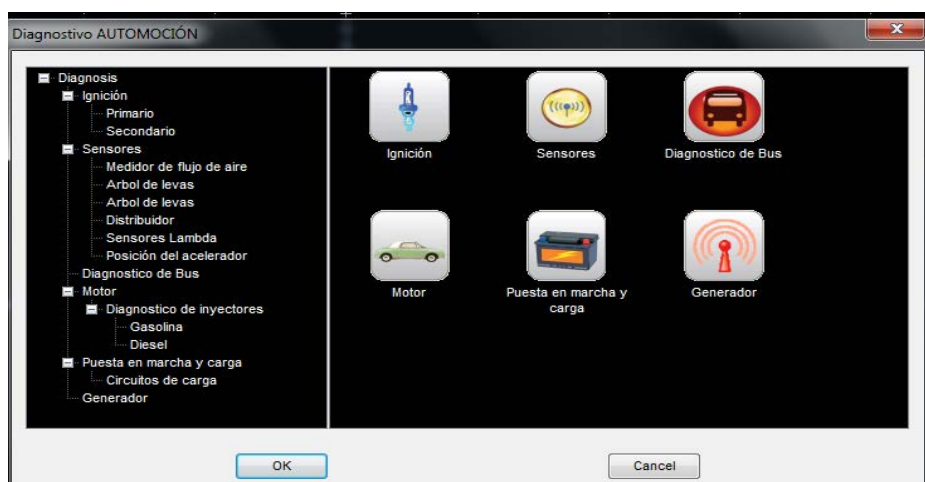 Diagnostivo AUTOMOCIÓN
Diagnosis
Ignición
Primario
Secondario
Sensores
Medidor de flujo de aire
Arbol de levas
Arbol de levas
Distribuidor
Sensores Lambda
Posición del acelerador
Diagnostico de Bus
Motor
Diagnostico de inyectores
Gasolina
Diesel
Puesta en marcha y carga
Circuitos de carga
Generador
Ignición
Sensores
Diagnostico de Bus
Motor
Puesta en marcha y
carga
Generador
OK
Cancel